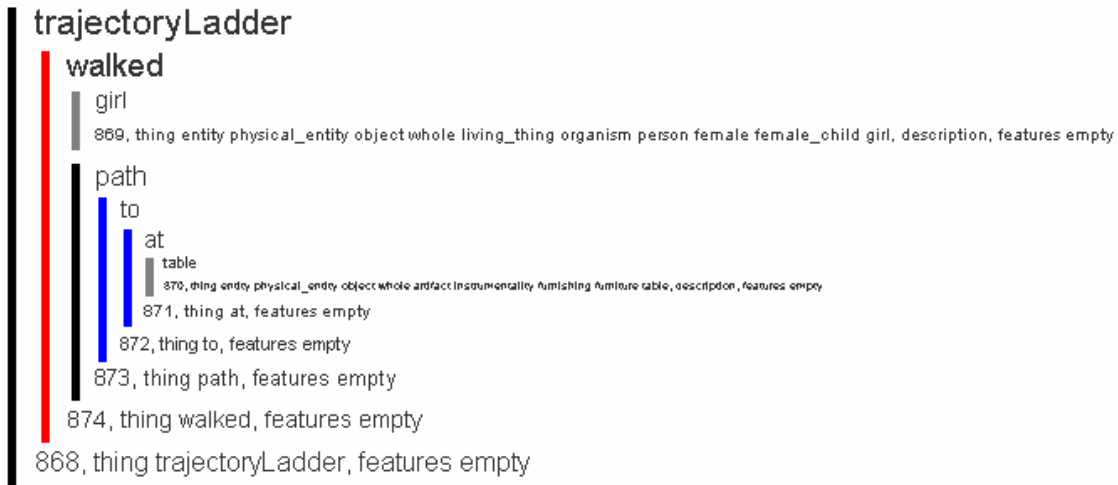 trajectoryLadder
walked
girl
869, thing entity physical_entity object whole living_thing organism person female female_child girl, description, features empty
path
to
at
table
870, thing entity physical_entity object whole artifact instrumentality furnishing furniture table, description, features empty
871, thing at, features empty
872, thing to, features empty
873, thing path, features empty
874, thing walked, features empty
868, thing trajectoryLadder, features empty